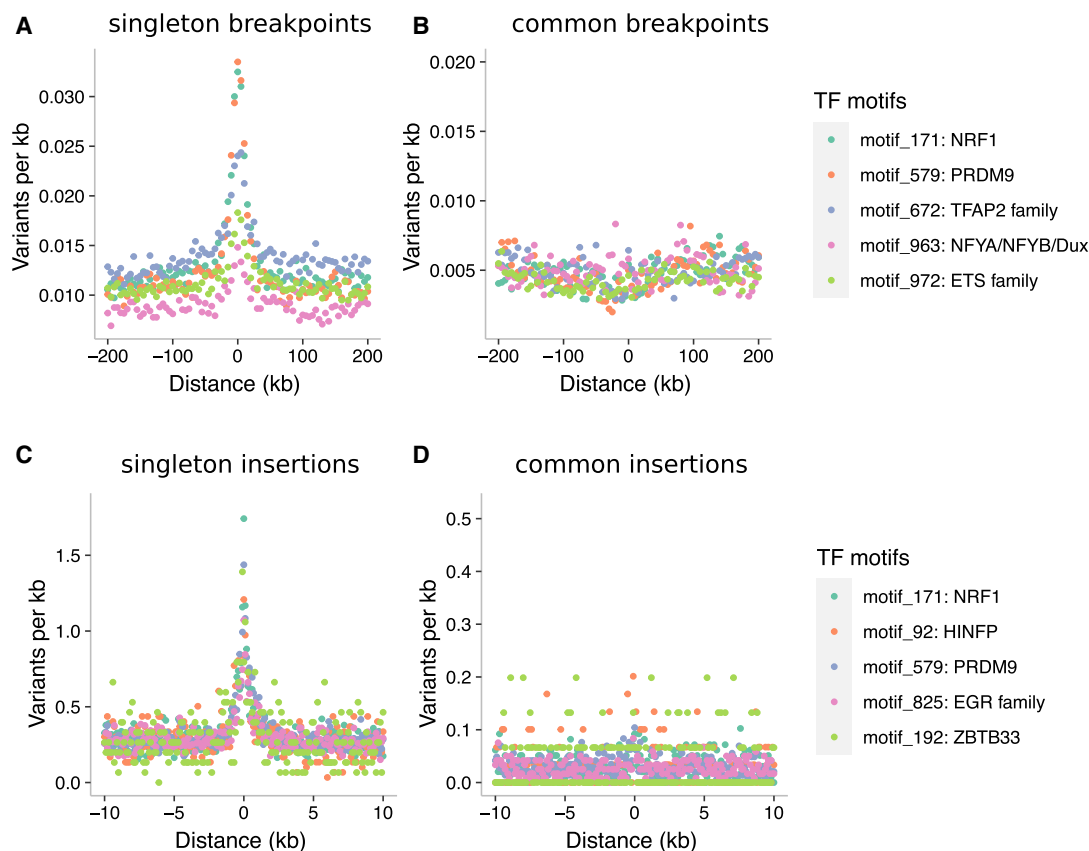 A
singleton breakpoints
Variants per kb
0.030
0.025
0.020
0.015
0.010
−200
−100
0
100
200
Distance (kb)
B
common breakpoints
Variants per kb
0.020
0.015
0.010
0.005
−200
−100
0
100
200
Distance (kb)
TF motifs
motif_171: NRF1
motif_579: PRDM9
motif_672: TFAP2 family
motif_963: NFYA/NFYB/Dux
motif_972: ETS family
C
singleton insertions
Variants per kb
1.5
1.0
0.5
0.0
−10
−5
0
5
10
Distance (kb)
D
common insertions
Variants per kb
0.5
0.4
0.3
0.2
0.1
0.0
−10
−5
0
5
10
Distance (kb)
TF motifs
motif_171: NRF1
motif_92: HINFP
motif_579: PRDM9
motif_825: EGR family
motif_192: ZBTB33